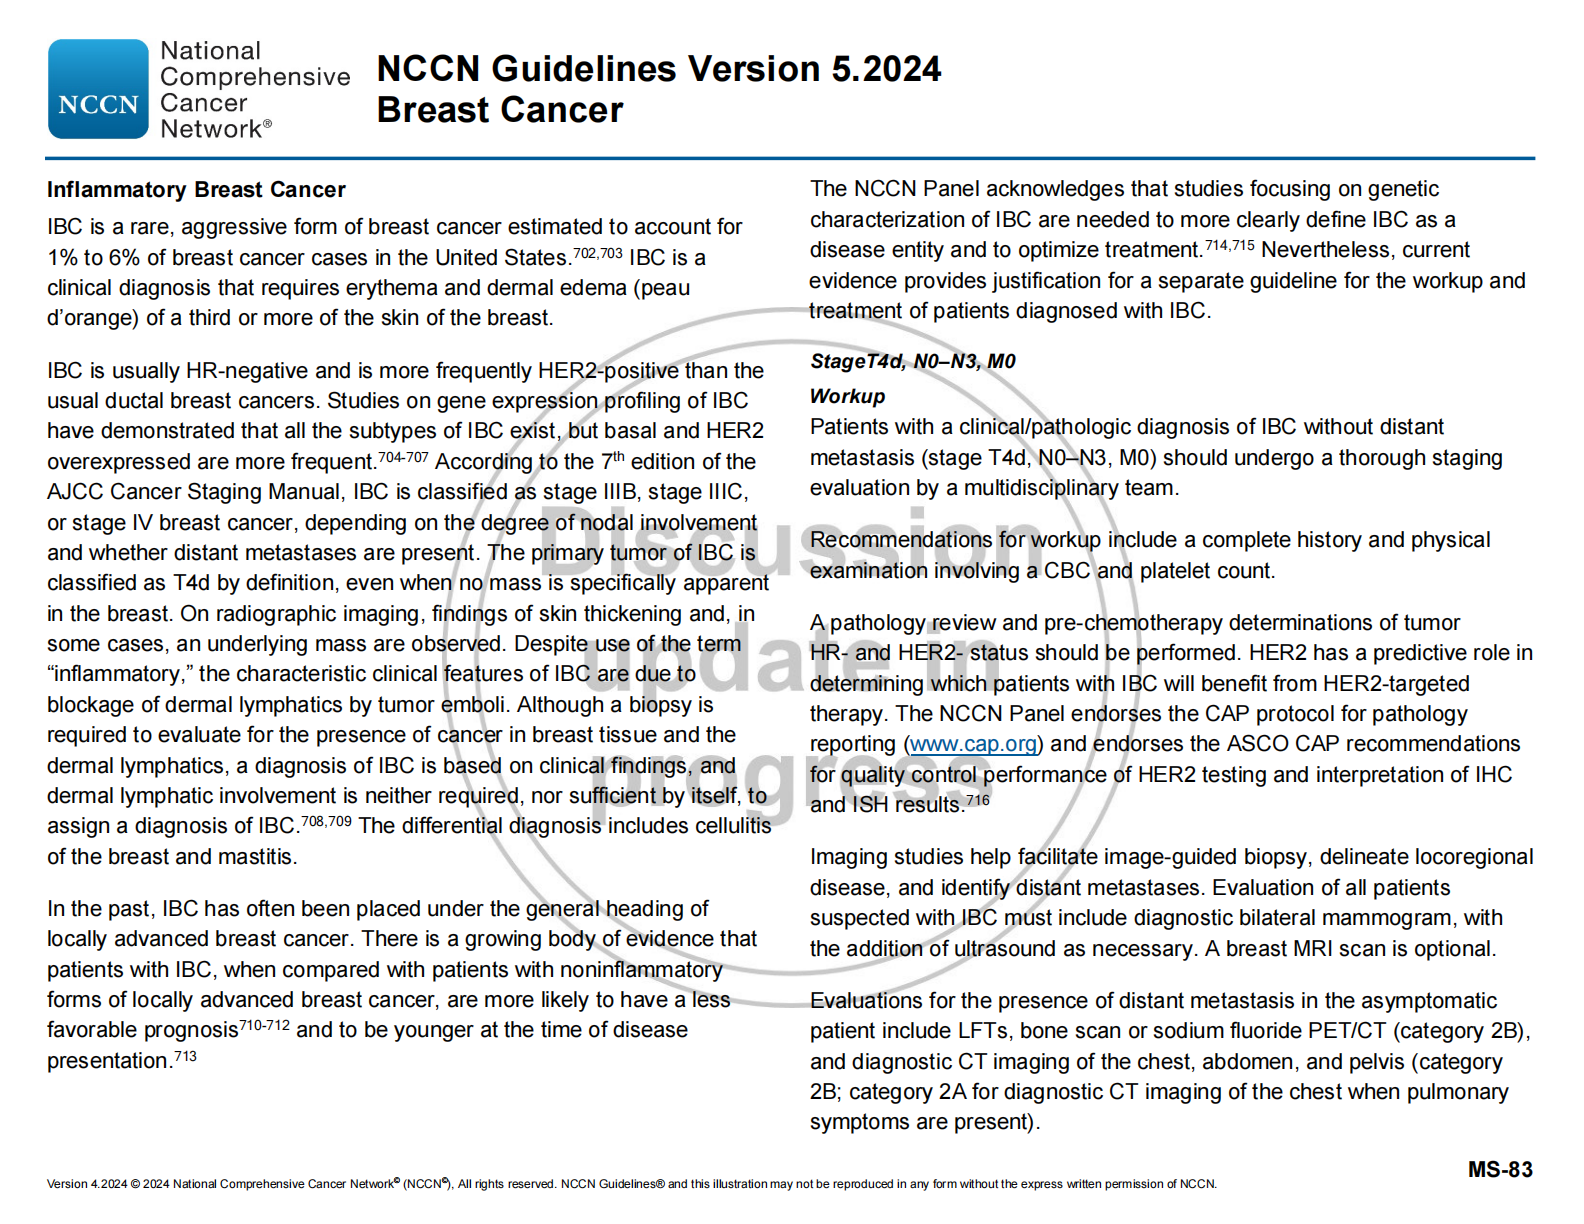 NCCN
National
Comprehensive
Cancer
Network®
NCCN Guidelines Version 5.2024
Breast Cancer
Inflammatory Breast Cancer
IBC is a rare, aggressive form of breast cancer estimated to account for
1% to 6% of breast cancer cases in the United States.702,703 IBC is a
clinical diagnosis that requires erythema and dermal edema (peau
d’orange) of a third or more of the skin of the breast.
IBC is usually HR-negative and is more frequently HER2-positive than the
usual ductal breast cancers. Studies on gene expression profiling of IBC
have demonstrated that all the subtypes of IBC exist, but basal and HER2
overexpressed are more frequent.704-707 According to the 7th edition of the
AJCC Cancer Staging Manual, IBC is classified as stage IIIB, stage IIIC,
or stage IV breast cancer, depending on the degree of nodal involvement
and whether distant metastases are present. The primary tumor of IBC is
classified as T4d by definition, even when no mass is specifically apparent
in the breast. On radiographic imaging, findings of skin thickening and, in
some cases, an underlying mass are observed. Despite use of the term
“inflammatory,” the characteristic clinical features of IBC are due to
blockage of dermal lymphatics by tumor emboli. Although a biopsy is
required to evaluate for the presence of cancer in breast tissue and the
dermal lymphatics, a diagnosis of IBC is based on clinical findings, and
dermal lymphatic involvement is neither required, nor sufficient by itself, to
assign a diagnosis of IBC.708,709 The differential diagnosis includes cellulitis
of the breast and mastitis.
In the past, IBC has often been placed under the general heading of
locally advanced breast cancer. There is a growing body of evidence that
patients with IBC, when compared with patients with noninflammatory
forms of locally advanced breast cancer, are more likely to have a less
favorable prognosis710-712 and to be younger at the time of disease
presentation.713
The NCCN Panel acknowledges that studies focusing on genetic
characterization of IBC are needed to more clearly define IBC as a
disease entity and to optimize treatment.714,715 Nevertheless, current
evidence provides justification for a separate guideline for the workup and
treatment of patients diagnosed with IBC.
StageT4d, N0–N3, M0
Workup
Patients with a clinical/pathologic diagnosis of IBC without distant
metastasis (stage T4d, N0–N3, M0) should undergo a thorough staging
evaluation by a multidisciplinary team.
Recommendations for workup include a complete history and physical
examination involving a CBC and platelet count.
A pathology review and pre-chemotherapy determinations of tumor
HR- and HER2- status should be performed. HER2 has a predictive role in
determining which patients with IBC will benefit from HER2-targeted
therapy. The NCCN Panel endorses the CAP protocol for pathology
reporting (www.cap.org) and endorses the ASCO CAP recommendations
for quality control performance of HER2 testing and interpretation of IHC
and ISH results.716
Imaging studies help facilitate image-guided biopsy, delineate locoregional
disease, and identify distant metastases. Evaluation of all patients
suspected with IBC must include diagnostic bilateral mammogram, with
the addition of ultrasound as necessary. A breast MRI scan is optional.
Evaluations for the presence of distant metastasis in the asymptomatic
patient include LFTs, bone scan or sodium fluoride PET/CT (category 2B),
and diagnostic CT imaging of the chest, abdomen, and pelvis (category
2B; category 2A for diagnostic CT imaging of the chest when pulmonary
symptoms are present).
Discussion
update in
progress
MS-83
Version 4.2024 © 2024 National Comprehensive Cancer Network© (NCCN©), All rights reserved. NCCN Guidelines® and this illustration may not be reproduced in any form without the express written permission of NCCN.